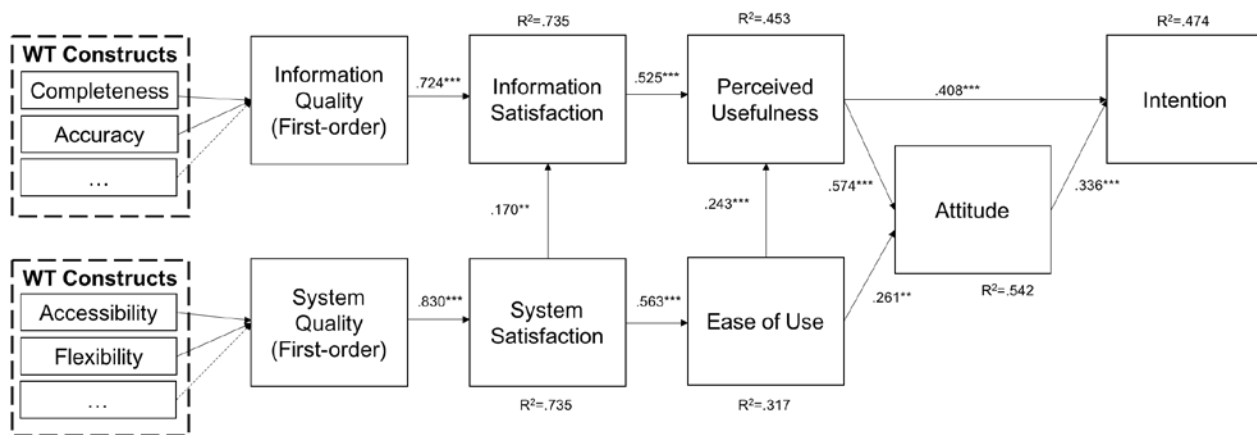 R²=.735
R²=.453
R²=.474
WT Constructs
Completeness
Accuracy
...
Information
Quality
(First-order)
.724***
Information
Satisfaction
.525***
Perceived
Usefulness
.408***
Intention
.170**
.243***
.574***
Attitude
.336***
R²=.542
WT Constructs
Accessibility
Flexibility
...
System
Quality
(First-order)
.830***
System
Satisfaction
.563***
Ease of Use
.261**
R²=.735
R²=.317